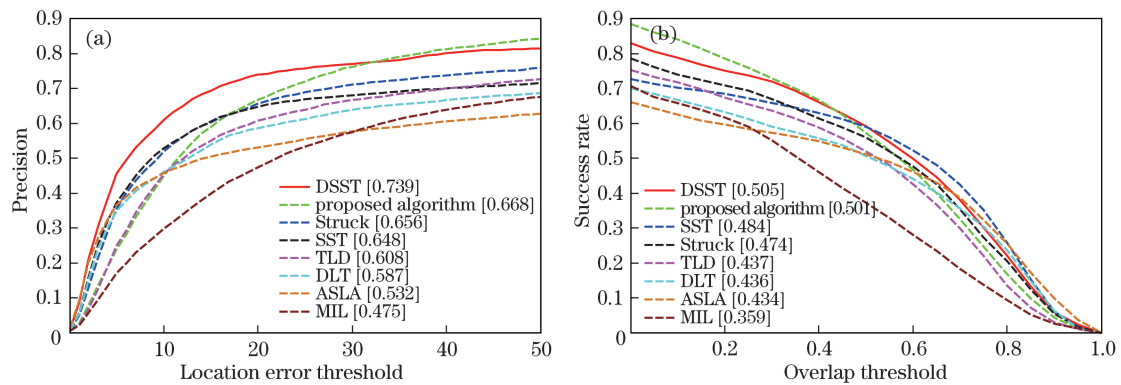 (a)
Precision
0.9
0.8
0.7
0.6
0.5
0.4
0.3
0.2
0.1
0
DSST [0.739]
proposed algorithm [0.668]
Struck [0.656]
SST [0.648]
TLD [0.608]
DLT [0.587]
ASLA [0.532]
MIL [0.475]
10 20 30 40 50
Location error threshold
(b)
Success rate
0.9
0.8
0.7
0.6
0.5
0.4
0.3
0.2
0.1
0
DSST [0.505]
proposed algorithm [0.501]
SST [0.484]
Struck [0.474]
TLD [0.437]
DLT [0.436]
ASLA [0.434]
MIL [0.359]
0.2 0.4 0.6 0.8 1.0
Overlap threshold